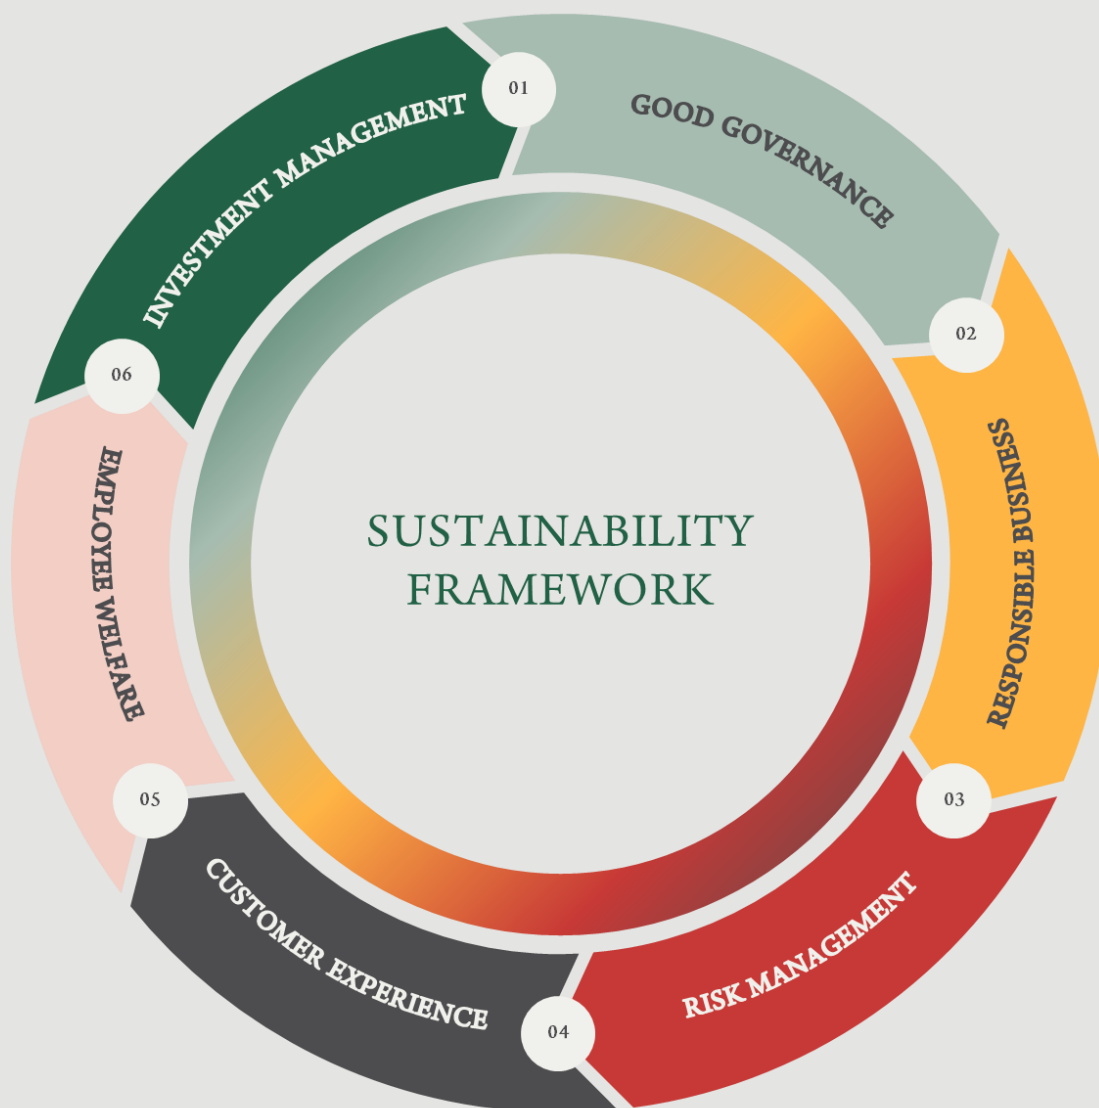 01
GOOD GOVERNANCE
02
RESPONSIBLE BUSINESS
03
RISK MANAGEMENT
04
CUSTOMER EXPERIENCE
05
EMPLOYEE WELFARE
06
INVESTMENT MANAGEMENT
SUSTAINABILITY
FRAMEWORK